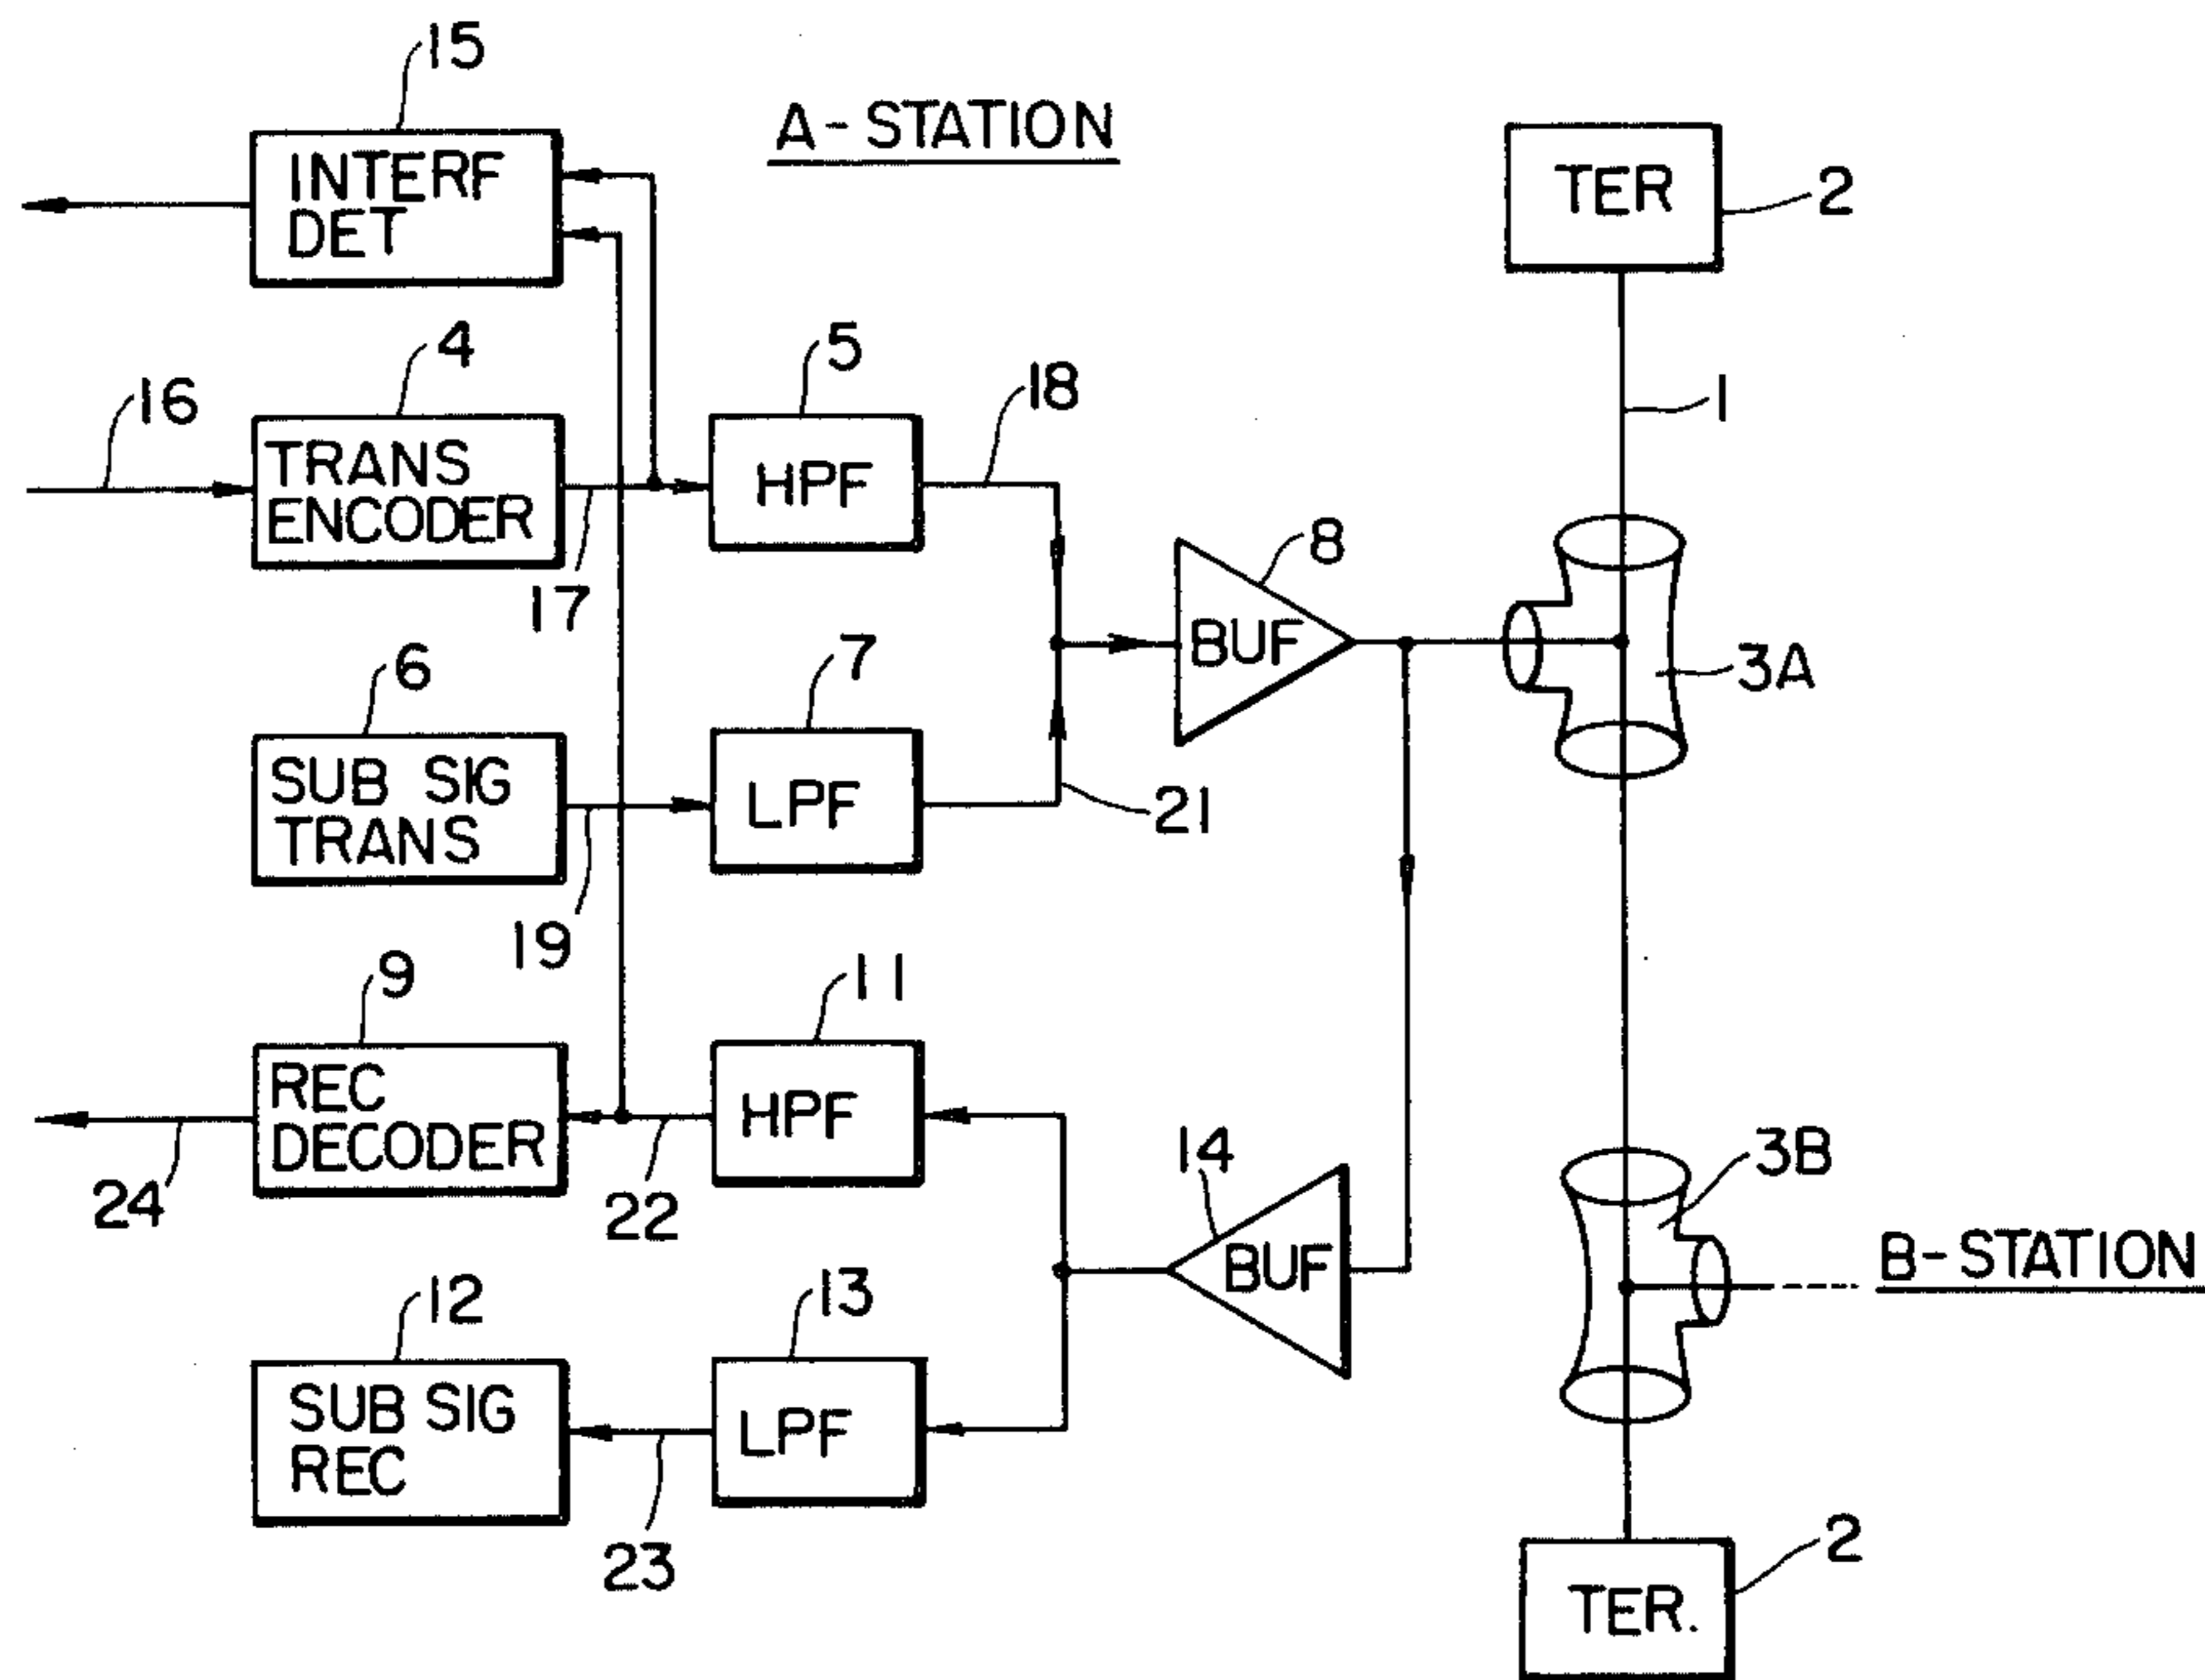 15
A-STATION
INTERF
DET
TER
2
4
5
18
1
16
TRANS
ENCODER
HPF
8
17
BUF
6
7
3A
SUB SIG
TRANS
LPF
21
19
9
11
REC
DECODER
HPF
14
3B
24
22
BUF
B-STATION
12
13
SUB SIG
REC
LPF
23
2
TER.